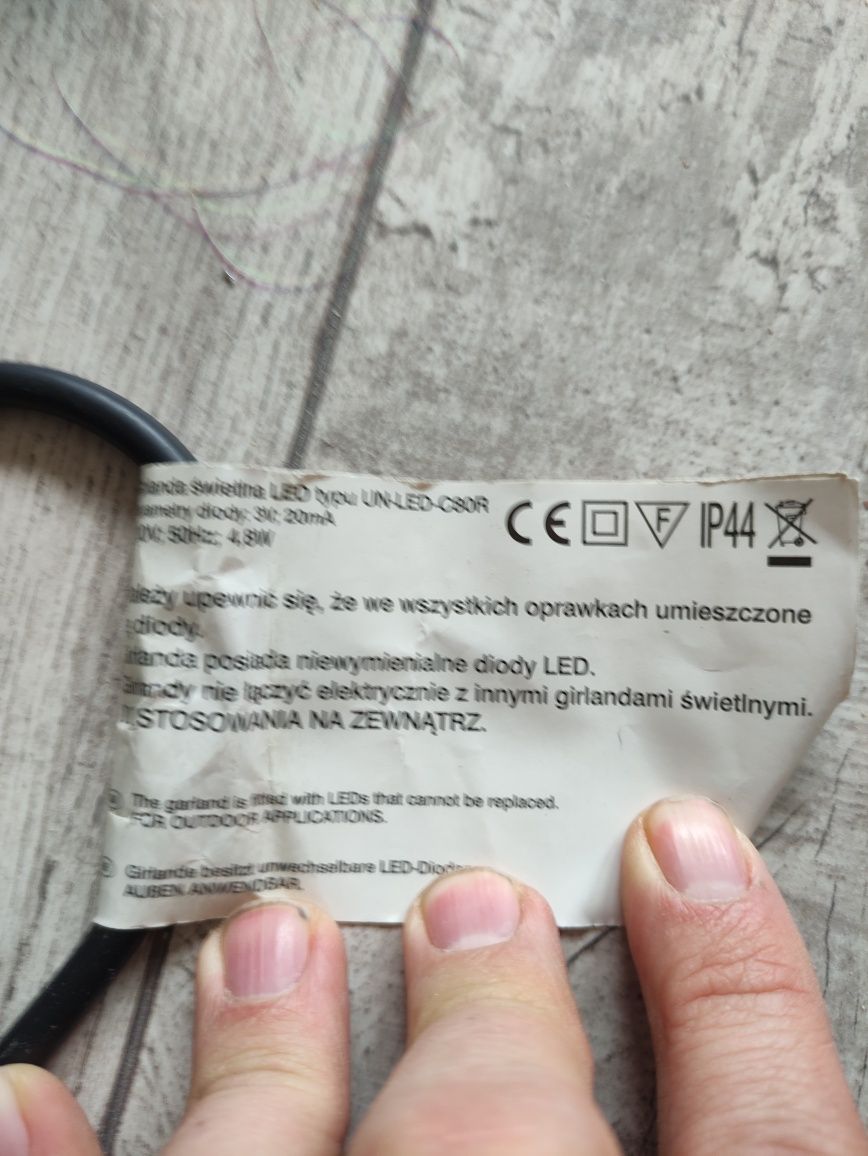 świetlna LED typu UN-LED-C80R
diody: 3V; 20mA
50Hz; 4,8W
CE F IP44
upewnić się, że we wszystkich oprawkach umieszczone
diody.
posiada niewymienialne diody LED.
nie łączyć elektrycznie z innymi girlandami świetlnymi.
STOSOWANIA NA ZEWNĄTRZ.
The garland is fitted with LEDs that cannot be replaced.
FOR OUTDOOR APPLICATIONS.
Girlande besitzt unwechselbare
AUßEN ANWENDBAR.